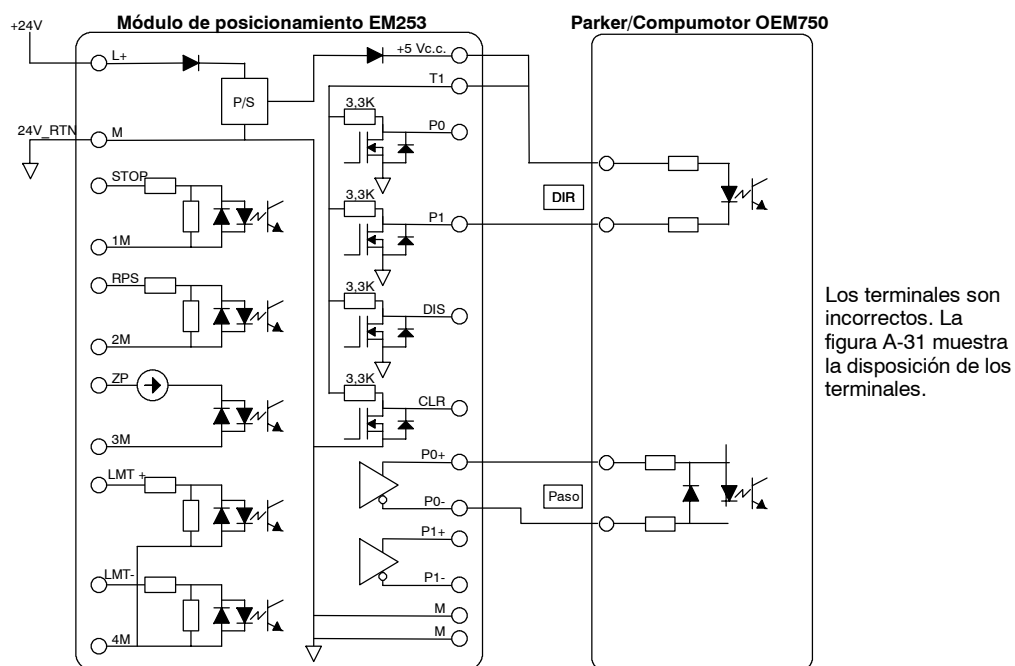 Módulo de posicionamiento EM253
Parker/Compumotor OEM750
+24V
L+
+5 Vc.c.
T1
P/S
3,3K
P0
24V_RTN
M
STOP
DIR
3,3K
P1
1M
RPS
3,3K
DIS
2M
Los terminales son
incorrectos. La
figura A-31 muestra
la disposición de los
terminales.
ZP
3,3K
CLR
3M
P0+
LMT +
Paso
P0-
P1+
LMT-
P1-
M
4M
M